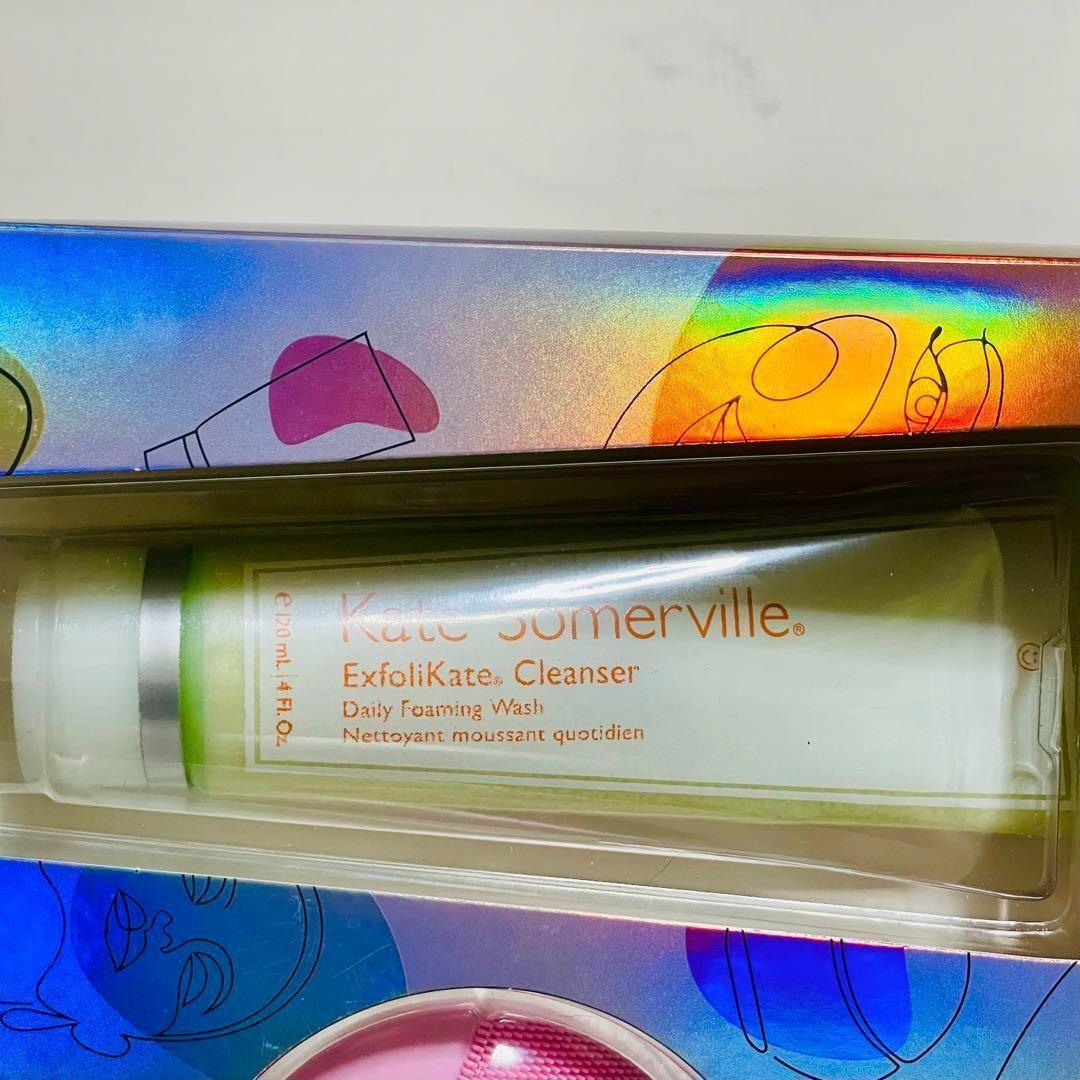 Kate Somerville®
ExfoliKate® Cleanser
Daily Foaming Wash
Nettoyant moussant quotidien
e 120 mL | 4 Fl. Oz